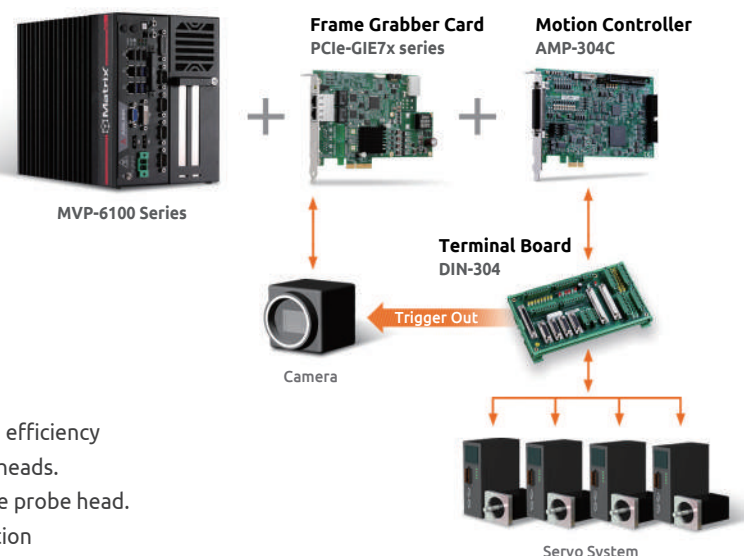 Frame Grabber Card
PCIe-GIE7x series
Motion Controller
AMP-304C
Matrix
MVP-6100 Series
Terminal Board
DIN-304
Trigger Out
Camera
efficiency
heads.
e probe head.
tion
Servo System